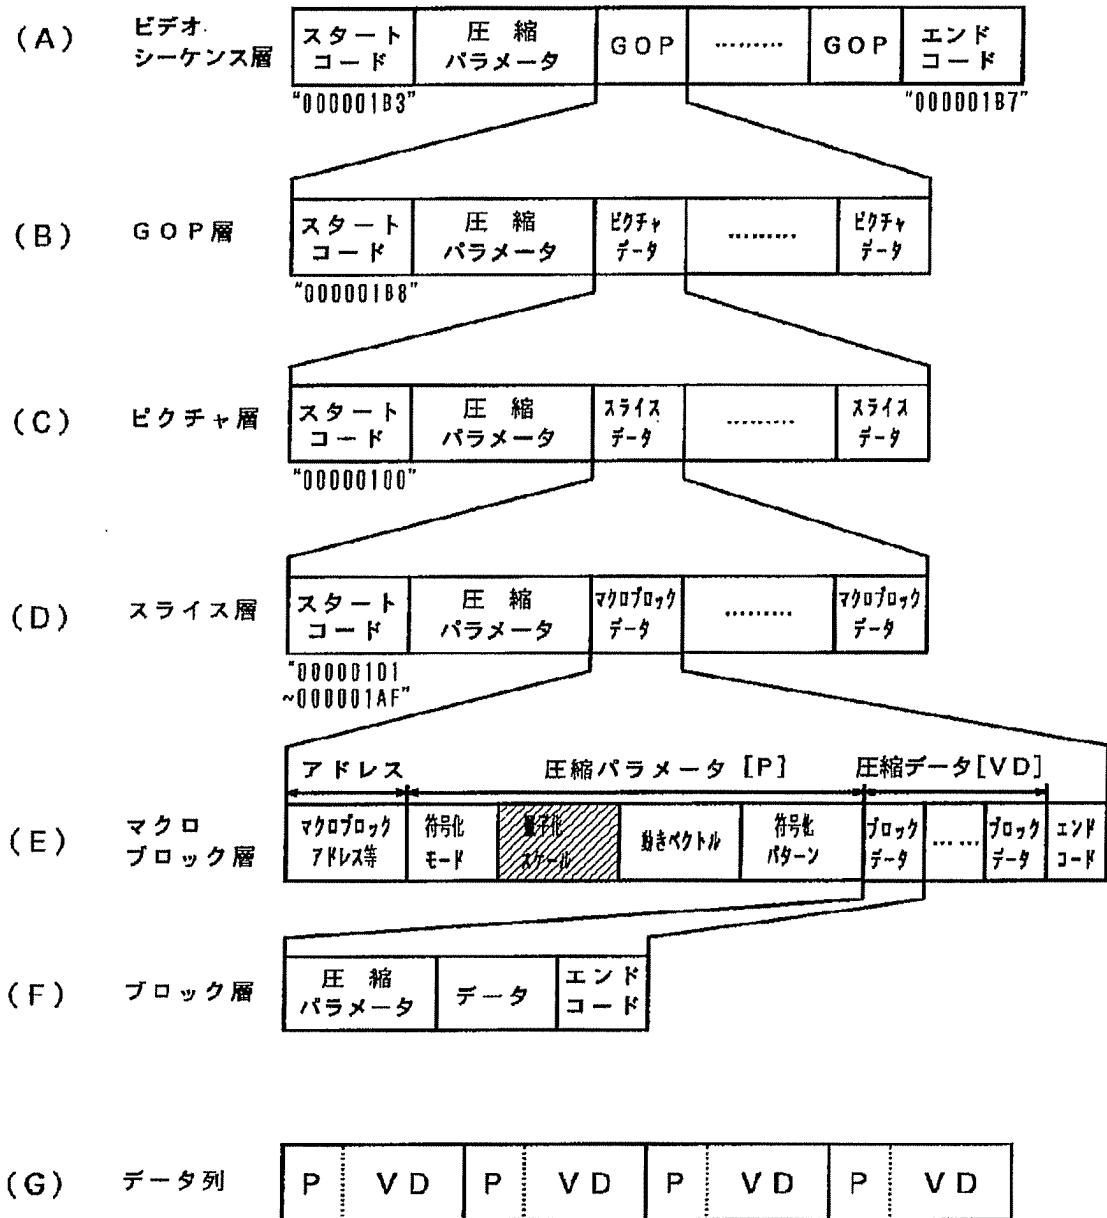 (A)
ビデオ
シーケンス層
スタート
コード
圧縮
パラメータ
GOP
………
GOP
エンド
コード
"000001B3"
"000001B7"
(B)
GOP層
スタート
コード
圧縮
パラメータ
ピクチャ
データ
………
ピクチャ
データ
"000001B8"
(C)
ピクチャ層
スタート
コード
圧縮
パラメータ
スライス
データ
………
スライス
データ
"00000100"
(D)
スライス層
スタート
コード
圧縮
パラメータ
マクロブロック
データ
………
マクロブロック
データ
"00000101
~000001AF"
アドレス
圧縮パラメータ [P]
圧縮データ[VD]
(E)
マクロ
ブロック層
マクロブロック
アドレス等
符号化
モード
量子化
スケール
動きベクトル
符号化
パターン
ブロック
データ
……
ブロック
データ
エンド
コード
(F)
ブロック層
圧縮
パラメータ
データ
エンド
コード
(G)
データ列
P VD P VD P VD P VD